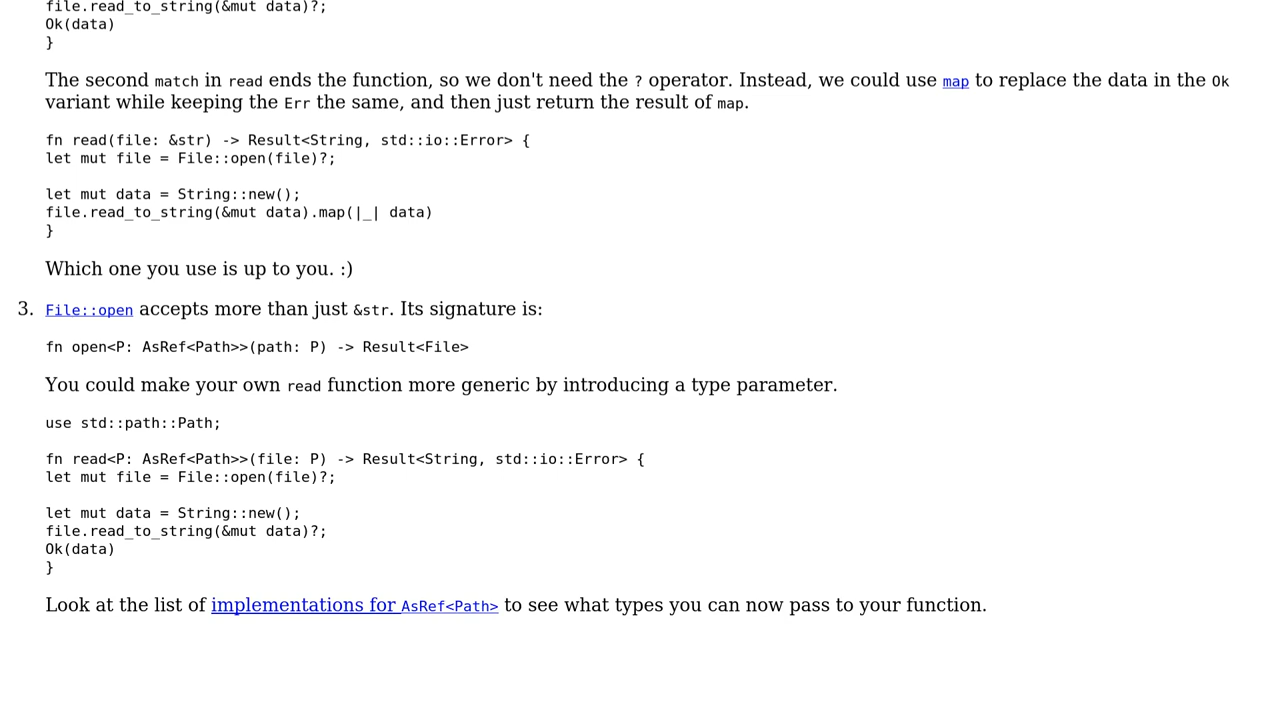 file.read_to_string(&mut data)?;
Ok(data)
}
The second match in read ends the function, so we don't need the ? operator. Instead, we could use map to replace the data in the Ok
variant while keeping the Err the same, and then just return the result of map.
fn read(file: &str) -> Result<String, std::io::Error> {
let mut file = File::open(file)?;
let mut data = String::new();
file.read_to_string(&mut data).map(|_| data)
}
Which one you use is up to you. :)
3. File::open accepts more than just &str. Its signature is:
fn open<P: AsRef<Path>>(path: P) -> Result<File>
You could make your own read function more generic by introducing a type parameter.
use std::path::Path;
fn read<P: AsRef<Path>>(file: P) -> Result<String, std::io::Error> {
let mut file = File::open(file)?;
let mut data = String::new();
file.read_to_string(&mut data)?;
Ok(data)
}
Look at the list of implementations for AsRef<Path> to see what types you can now pass to your function.